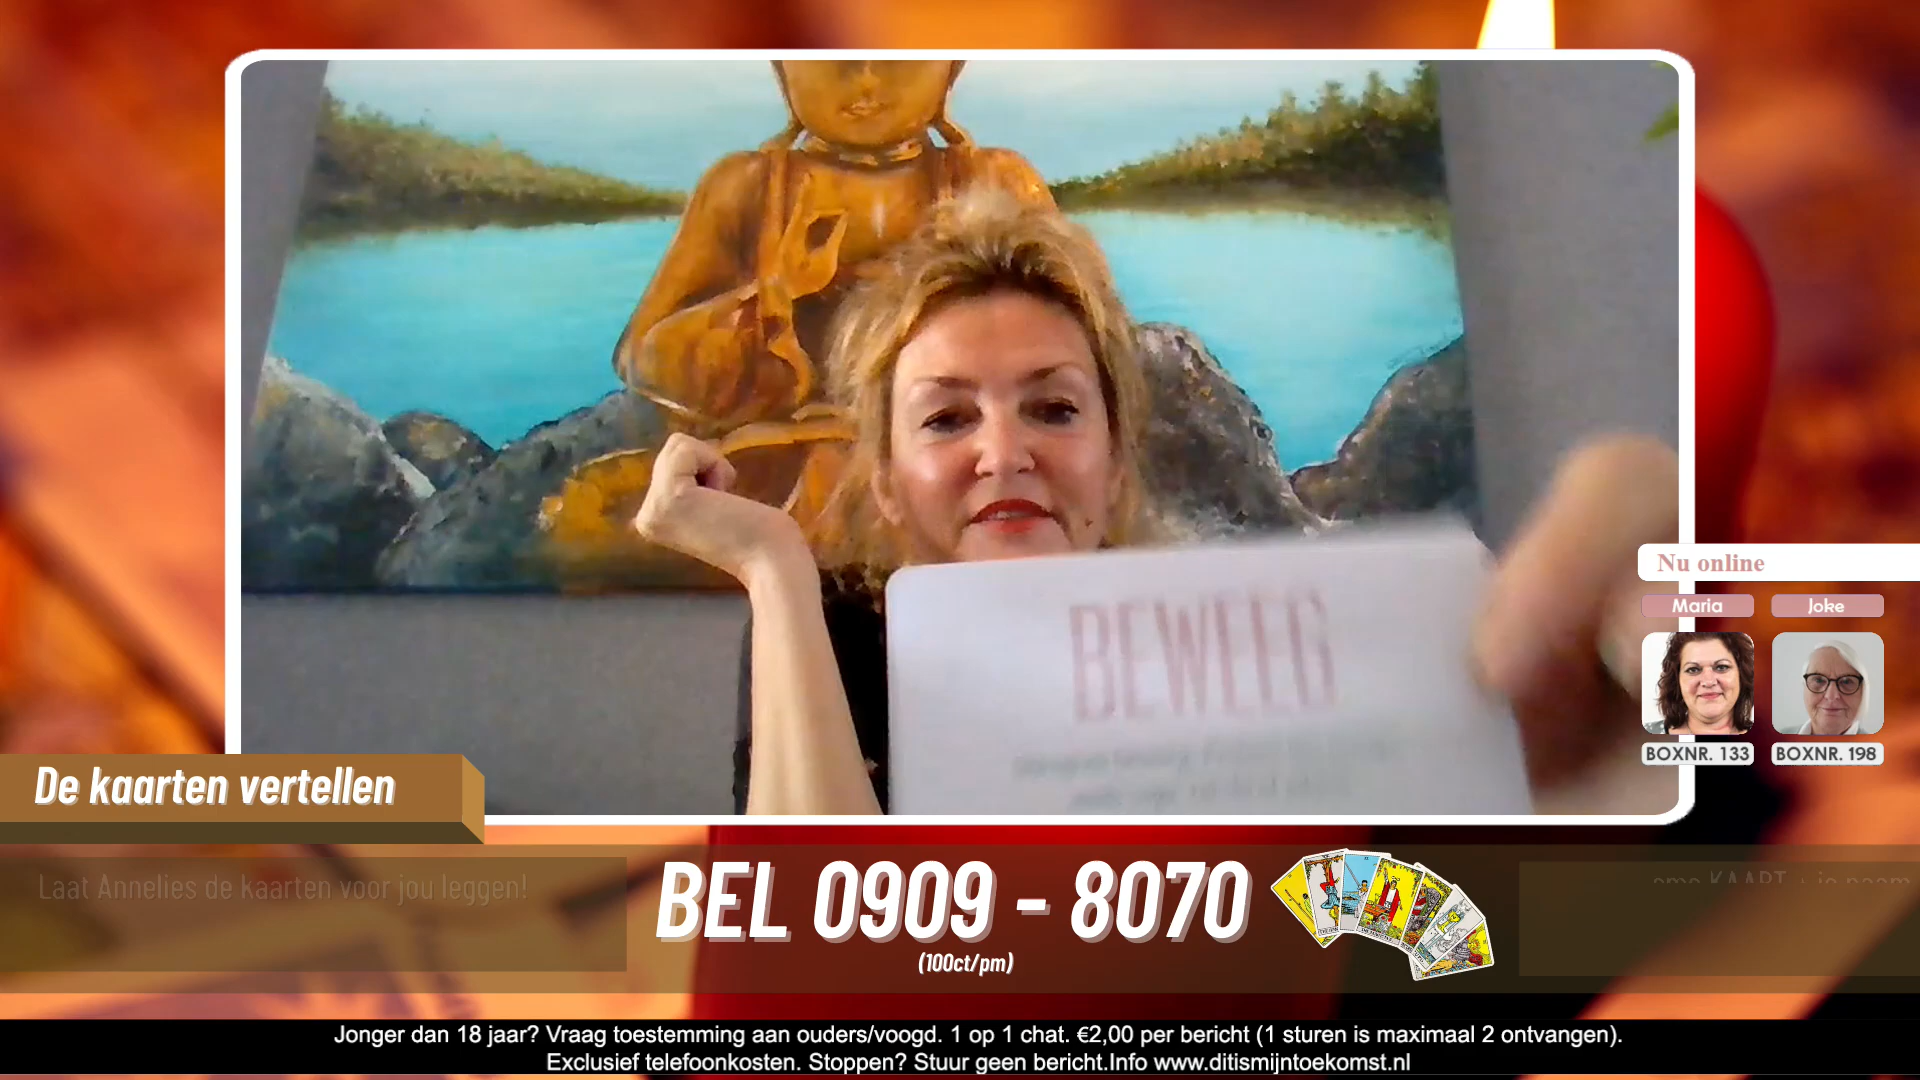 BEWEEG
Nu online
Maria
Joke
BOXNR. 133
BOXNR. 198
De kaarten vertellen
Laat Annelies de kaarten voor jou leggen!
BEL 0909 - 8070
(100ct/pm)
KAART + je naam
Jonger dan 18 jaar? Vraag toestemming aan ouders/voogd. 1 op 1 chat. €2,00 per bericht (1 sturen is maximaal 2 ontvangen).
Exclusief telefoonkosten. Stoppen? Stuur geen bericht.Info www.ditismijntoekomst.nl